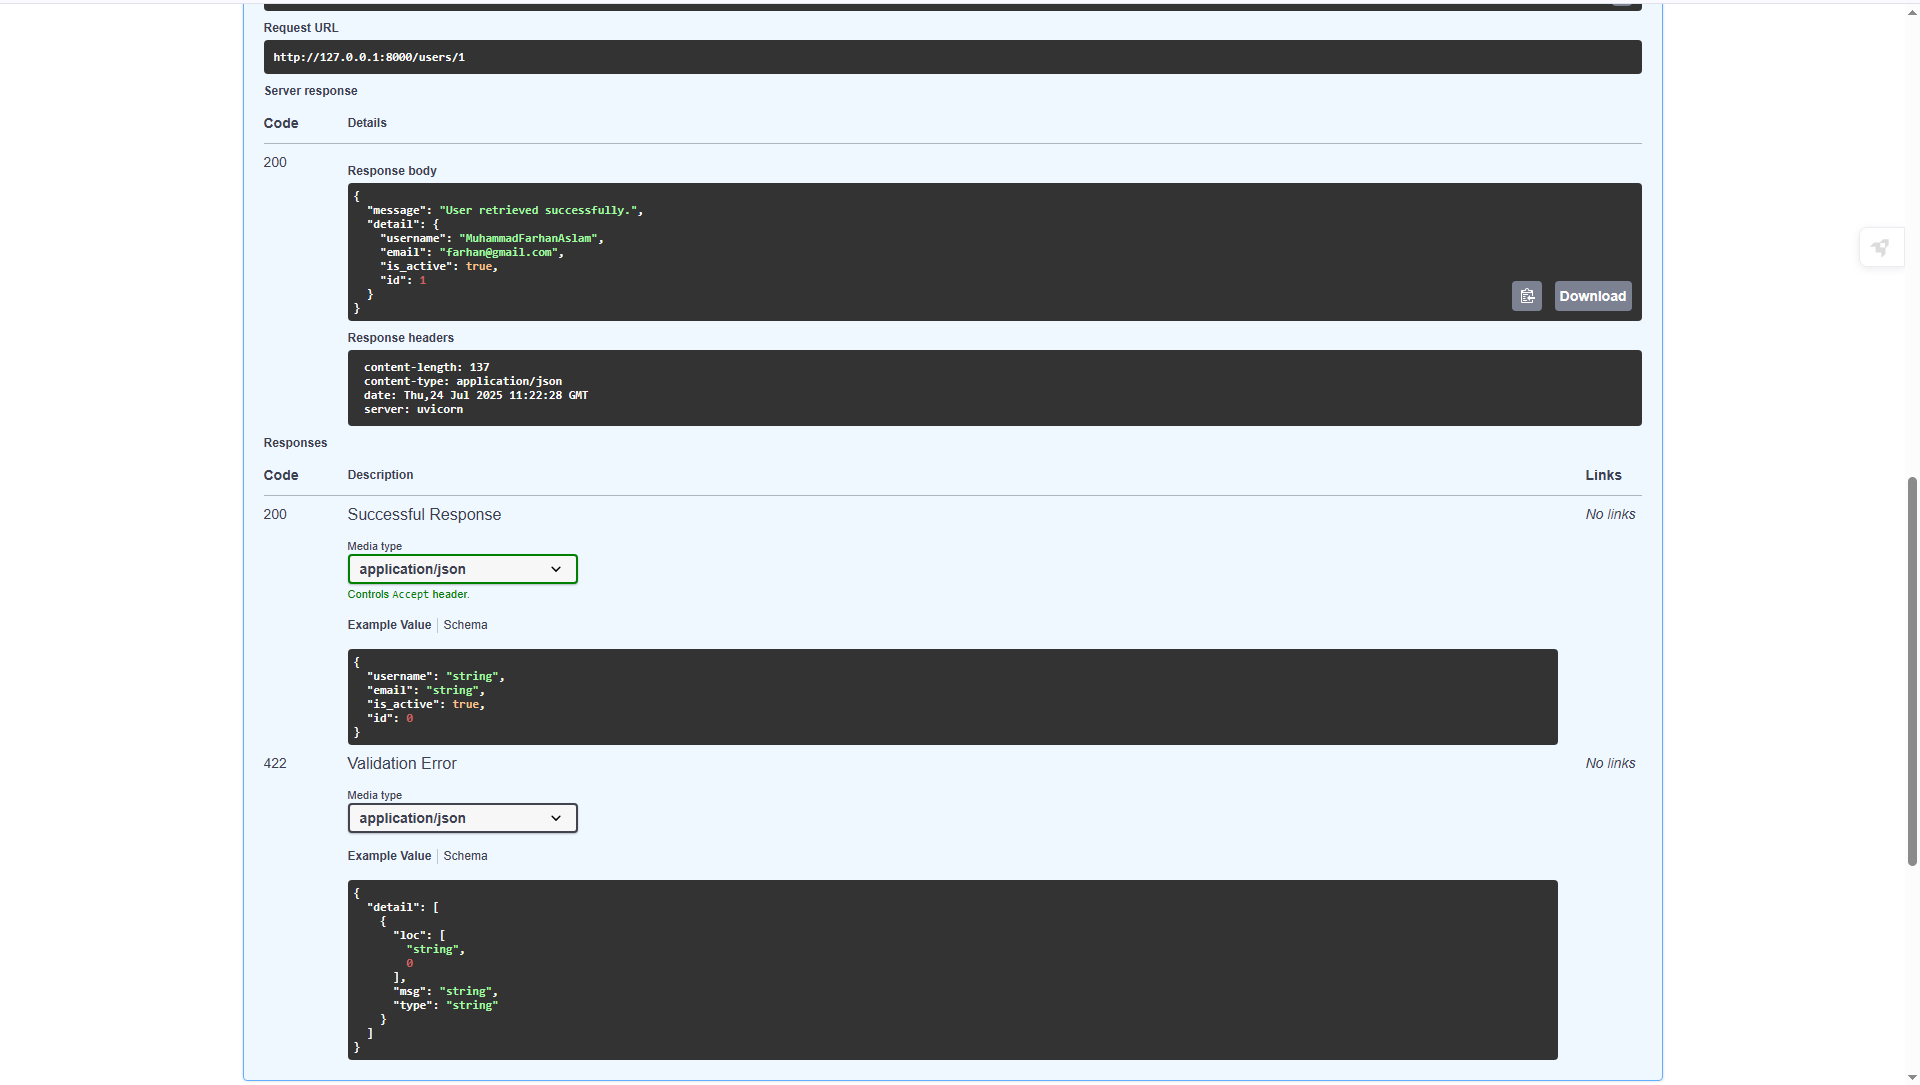 Request URL
http://127.0.0.1:8000/users/1
Server response
Code Details
200
Response body
{
  "message": "User retrieved successfully.",
  "detail": {
    "username": "MuhammadFarhanAslam",
    "email": "farhan@gmail.com",
    "is_active": true,
    "id": 1
  }
}
Download
Response headers
content-length: 137
content-type: application/json
date: Thu,24 Jul 2025 11:22:28 GMT
server: uvicorn
Responses
Code Description Links
200 Successful Response No links
Media type
application/json
Controls Accept header.
Example Value Schema
{
  "username": "string",
  "email": "string",
  "is_active": true,
  "id": 0
}
422 Validation Error No links
Media type
application/json
Example Value Schema
{
  "detail": [
    {
      "loc": [
        "string",
        0
      ],
      "msg": "string",
      "type": "string"
    }
  ]
}